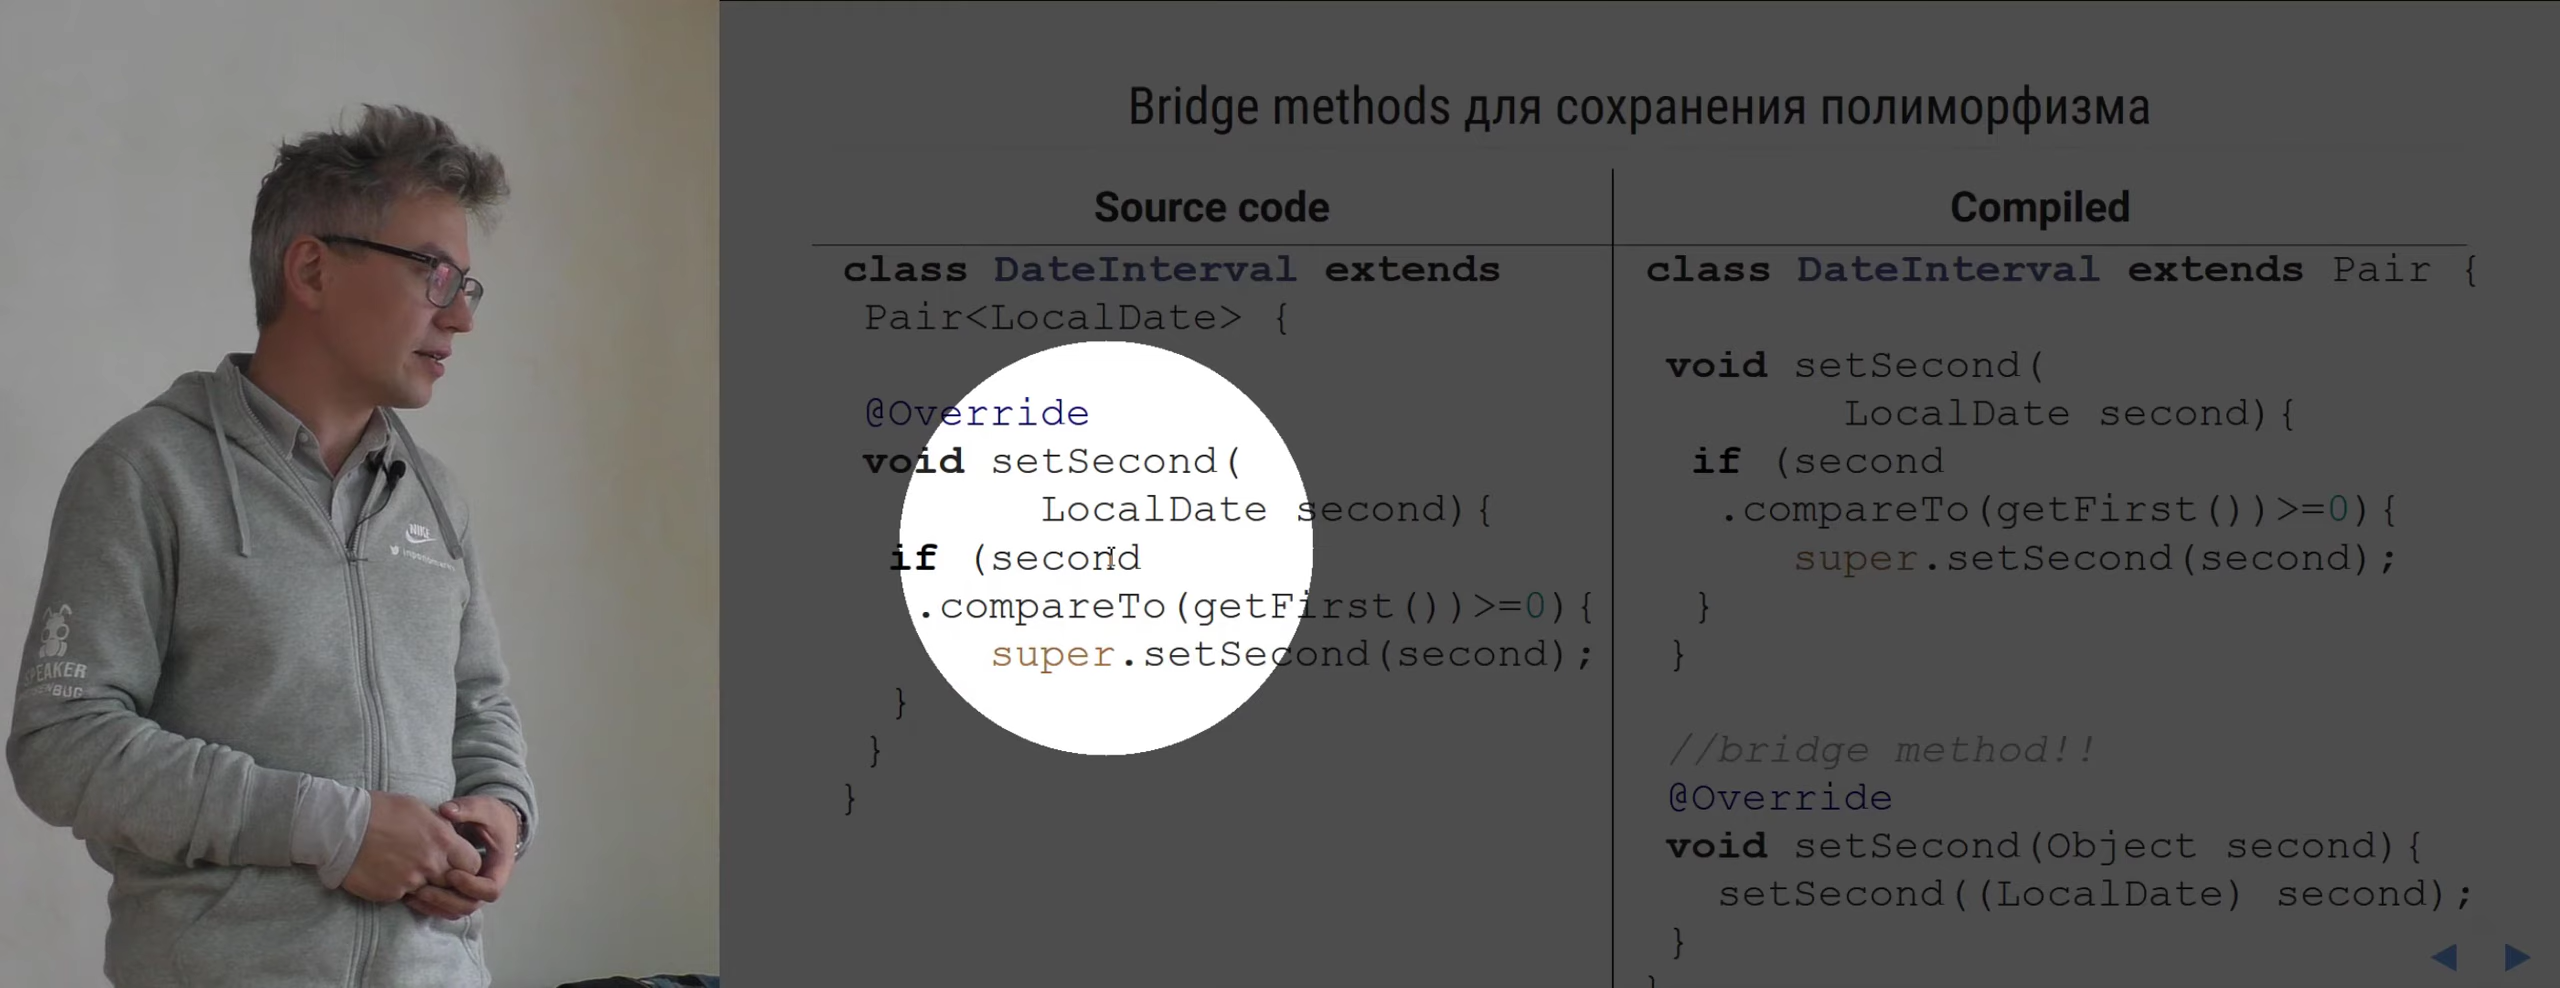 Bridge methods для сохранения полиморфизма
Source code
class DateInterval extends
Pair<LocalDate> {
@Override
void setSecond(
LocalDate second){
if (second
.compareTo(getFirst())>=0){
super.setSecond(second);
}
}
}
Compiled
class DateInterval extends Pair {
void setSecond(
LocalDate second){
if (second
.compareTo(getFirst())>=0){
super.setSecond(second);
}
}
//bridge method!!
@Override
void setSecond(Object second){
setSecond((LocalDate) second);
}
}
NIKE
SPEAKER